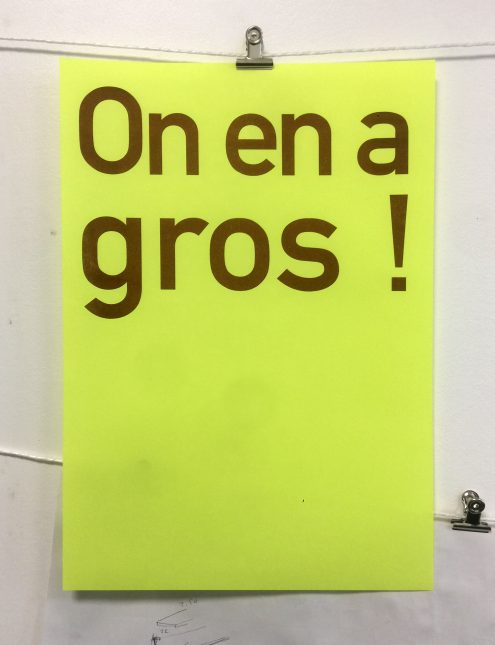 On en a
gros !